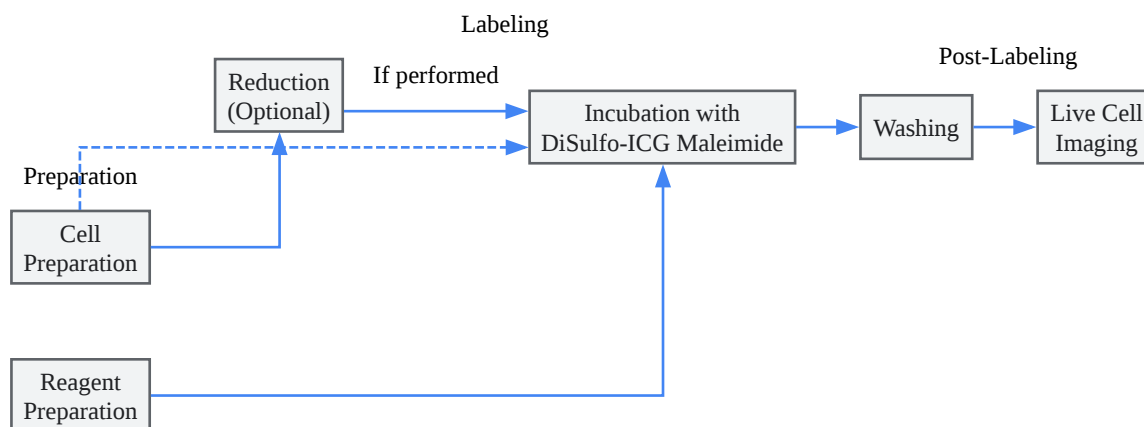 Labeling
Post-Labeling
If performed
Reduction
(Optional)
Incubation with
DiSulfo-ICG Maleimide
Washing
Live Cell
Imaging
Preparation
Cell
Preparation
Reagent
Preparation